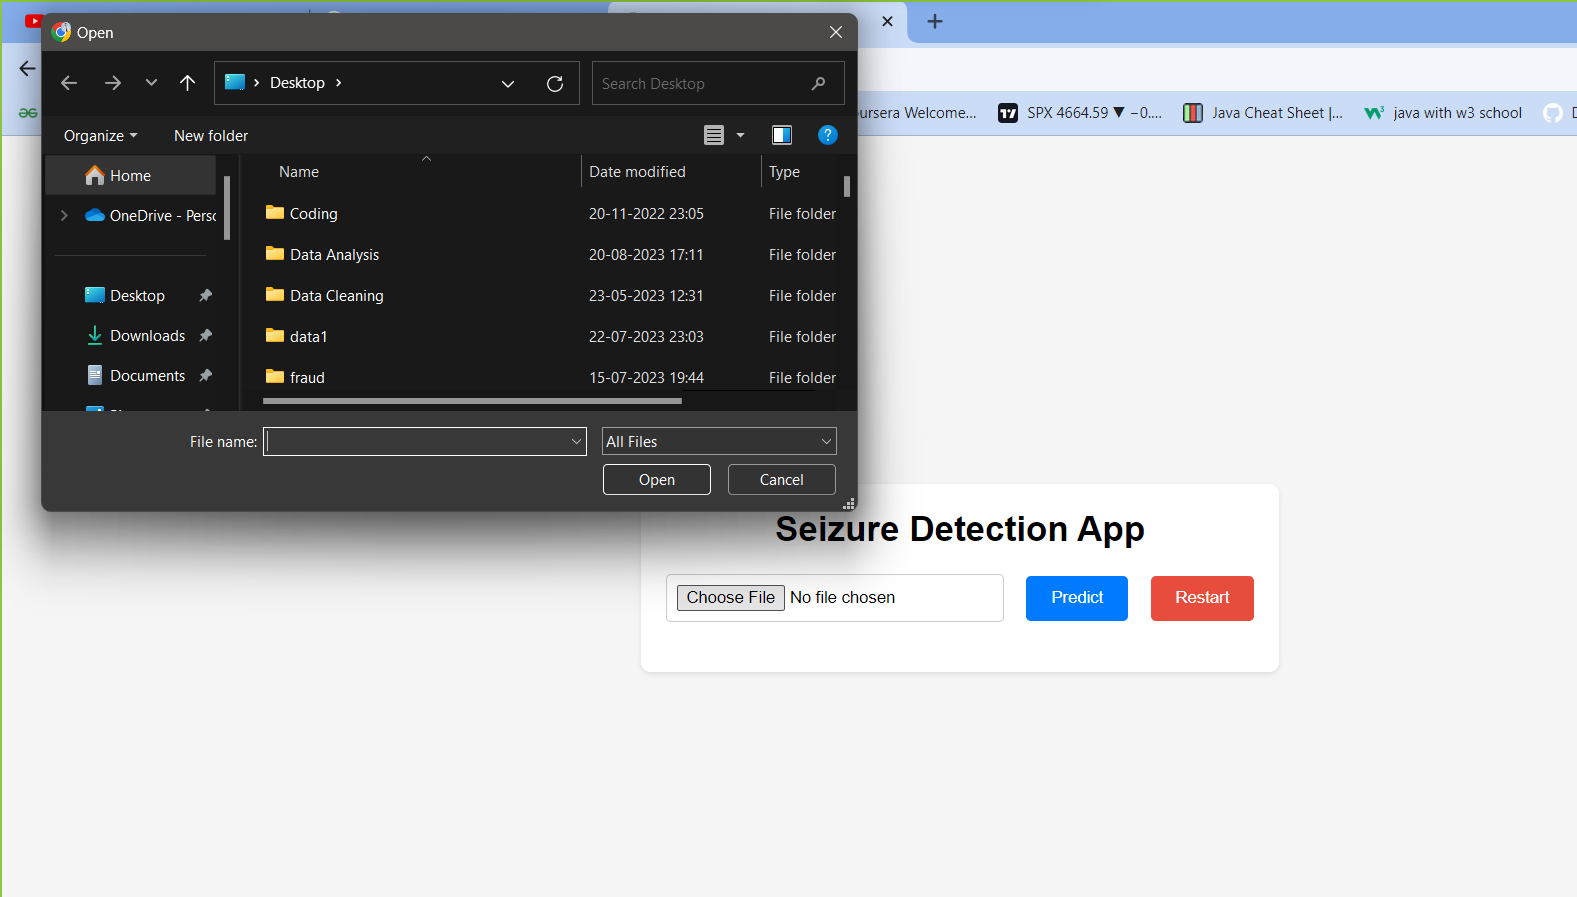 Open
Desktop
Search Desktop
Organize
New folder
?
Home
OneDrive - Perso
Desktop
Downloads
Documents
Name Date modified Type
Coding 20-11-2022 23:05 File folder
Data Analysis 20-08-2023 17:11 File folder
Data Cleaning 23-05-2023 12:31 File folder
data1 22-07-2023 23:03 File folder
fraud 15-07-2023 19:44 File folder
File name:
All Files
Open
Cancel
ursera Welcome...
SPX 4664.59 ▼ −0....
Java Cheat Sheet |...
java with w3 school
Seizure Detection App
Choose File No file chosen
Predict
Restart